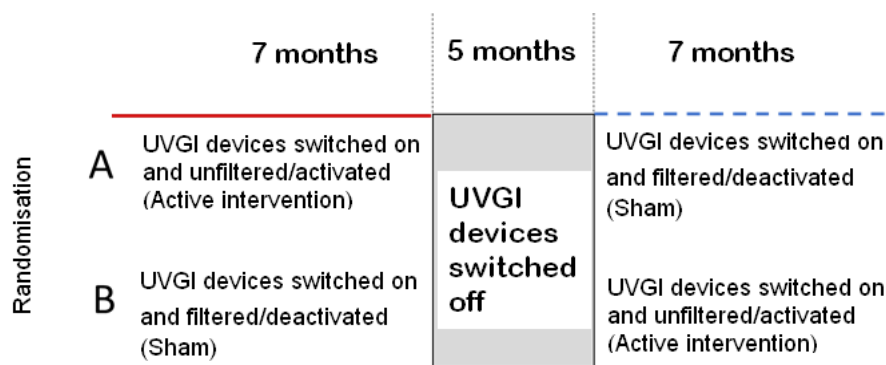 7 months
5 months
7 months
Randomisation
A
UVGI devices switched on
and unfiltered/activated
(Active intervention)
UVGI
devices
switched
off
UVGI devices switched on
and filtered/deactivated
(Sham)
B
UVGI devices switched on
and filtered/deactivated
(Sham)
UVGI devices switched on
and unfiltered/activated
(Active intervention)